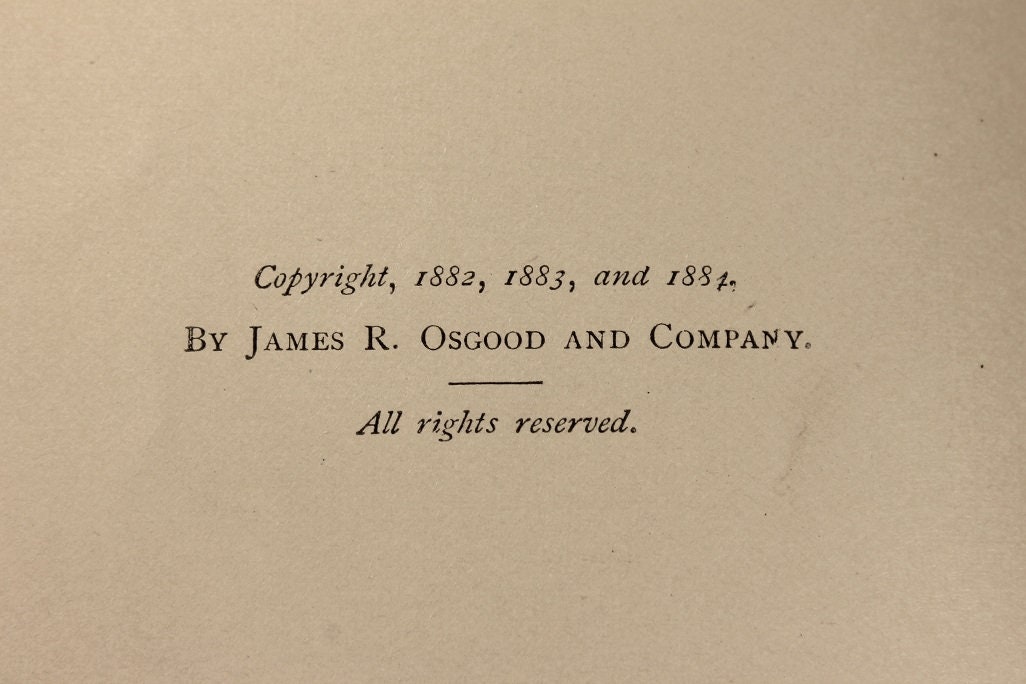 Copyright, 1882, 1883, and 1884,
By James R. Osgood and Company.
All rights reserved.